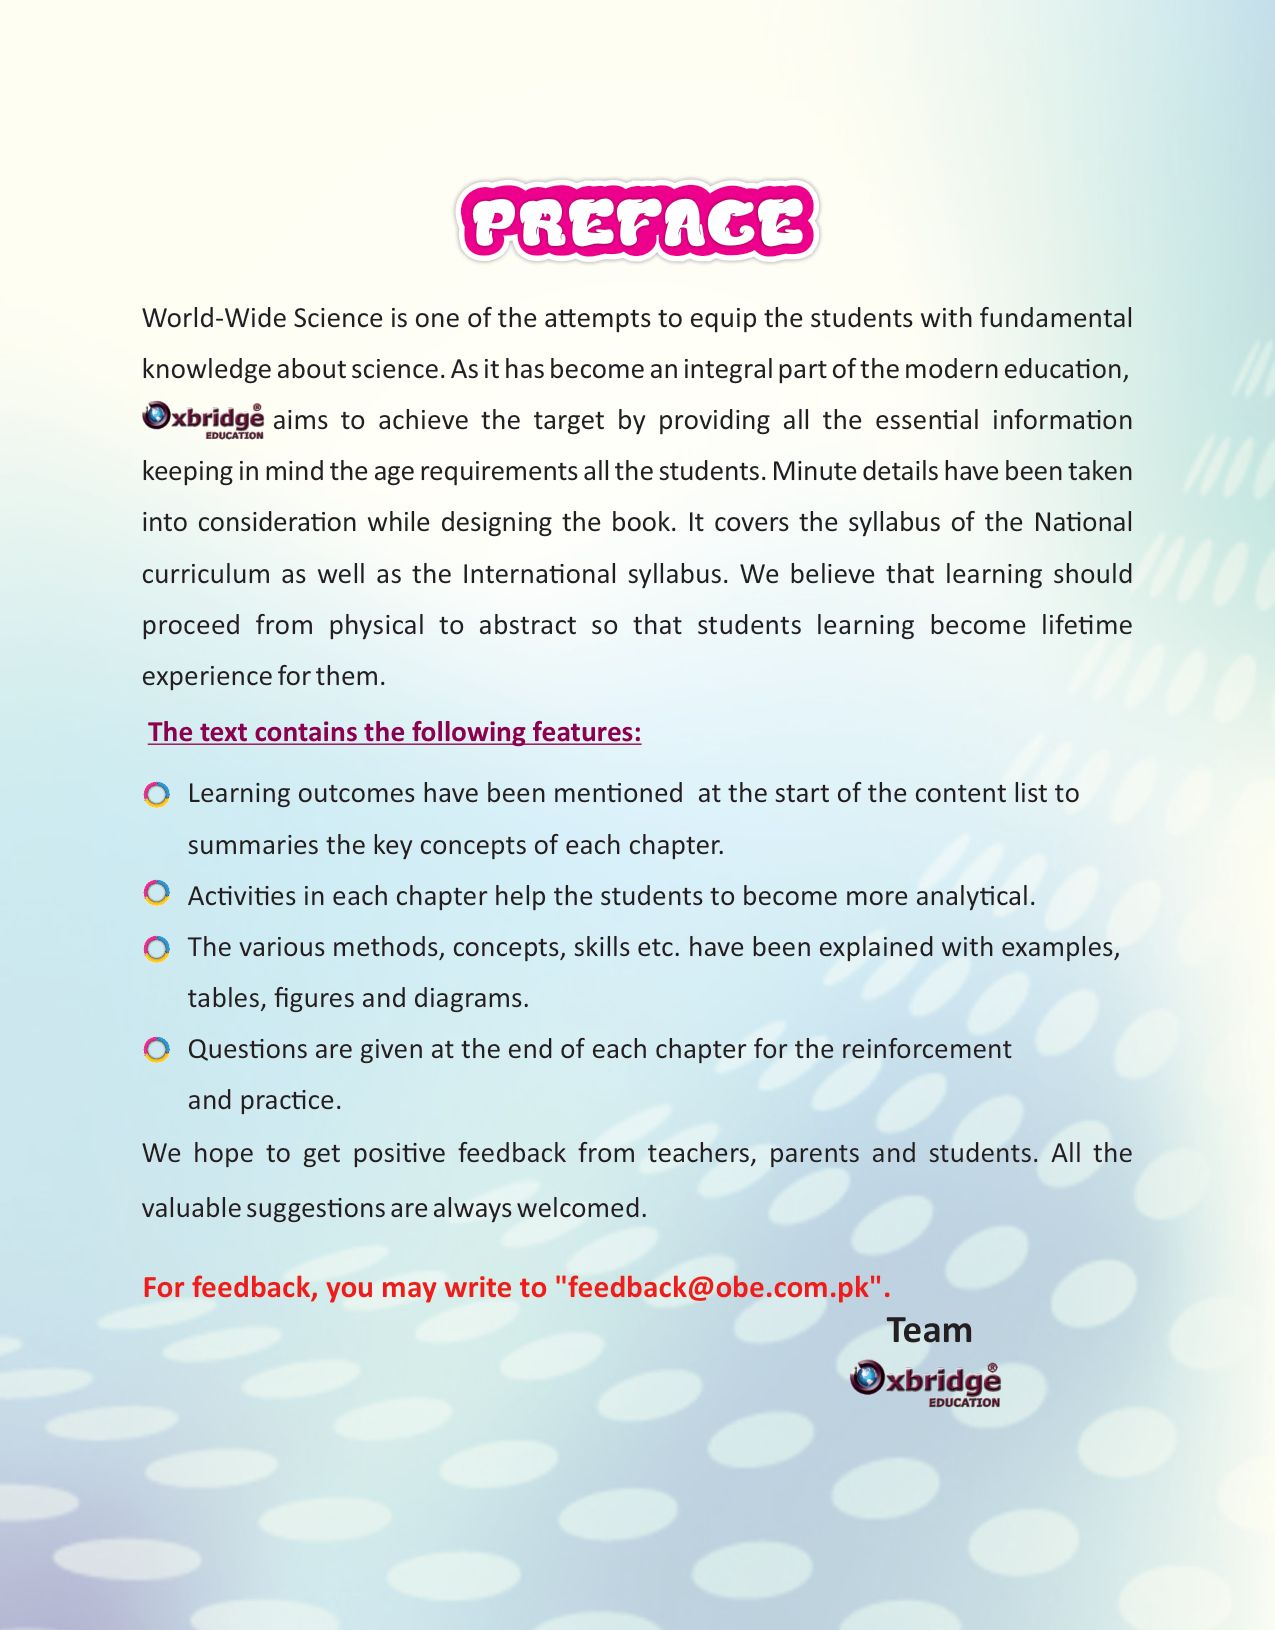 PREFACE
World-Wide Science is one of the attempts to equip the students with fundamental
knowledge about science. As it has become an integral part of the modern education,
Oxbridge® EDUCATION aims to achieve the target by providing all the essential information
keeping in mind the age requirements all the students. Minute details have been taken
into consideration while designing the book. It covers the syllabus of the National
curriculum as well as the International syllabus. We believe that learning should
proceed from physical to abstract so that students learning become lifetime
experience for them.
The text contains the following features:
Learning outcomes have been mentioned at the start of the content list to
summaries the key concepts of each chapter.
Activities in each chapter help the students to become more analytical.
The various methods, concepts, skills etc. have been explained with examples,
tables, figures and diagrams.
Questions are given at the end of each chapter for the reinforcement
and practice.
We hope to get positive feedback from teachers, parents and students. All the
valuable suggestions are always welcomed.
For feedback, you may write to "feedback@obe.com.pk".
Team
Oxbridge®
EDUCATION